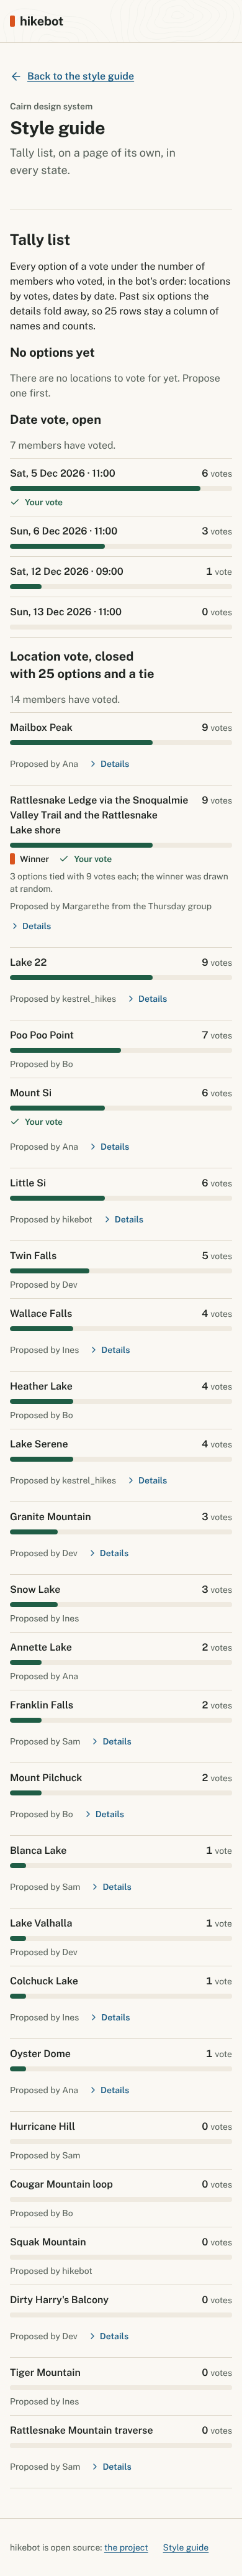 hikebot
Back to the style guide
Cairn design system
Style guide
Tally list, on a page of its own, in
every state.
Tally list
Every option of a vote under the number of
members who voted, in the bot's order: locations
by votes, dates by date. Past six options the
details fold away, so 25 rows stay a column of
names and counts.
No options yet
There are no locations to vote for yet. Propose
one first.
Date vote, open
7 members have voted.
Sat, 5 Dec 2026 · 11:00 6 votes
Your vote
Sun, 6 Dec 2026 · 11:00 3 votes
Sat, 12 Dec 2026 · 09:00 1 vote
Sun, 13 Dec 2026 · 11:00 0 votes
Location vote, closed
with 25 options and a tie
14 members have voted.
Mailbox Peak 9 votes
Proposed by Ana Details
Rattlesnake Ledge via the Snoqualmie 9 votes
Valley Trail and the Rattlesnake
Lake shore
Winner Your vote
3 options tied with 9 votes each; the winner was drawn
at random.
Proposed by Margarethe from the Thursday group
Details
Lake 22 9 votes
Proposed by kestrel_hikes Details
Poo Poo Point 7 votes
Proposed by Bo
Mount Si 6 votes
Your vote
Proposed by Ana Details
Little Si 6 votes
Proposed by hikebot Details
Twin Falls 5 votes
Proposed by Dev
Wallace Falls 4 votes
Proposed by Ines Details
Heather Lake 4 votes
Proposed by Bo
Lake Serene 4 votes
Proposed by kestrel_hikes Details
Granite Mountain 3 votes
Proposed by Dev Details
Snow Lake 3 votes
Proposed by Ines
Annette Lake 2 votes
Proposed by Ana
Franklin Falls 2 votes
Proposed by Sam Details
Mount Pilchuck 2 votes
Proposed by Bo Details
Blanca Lake 1 vote
Proposed by Sam Details
Lake Valhalla 1 vote
Proposed by Dev
Colchuck Lake 1 vote
Proposed by Ines Details
Oyster Dome 1 vote
Proposed by Ana Details
Hurricane Hill 0 votes
Proposed by Sam
Cougar Mountain loop 0 votes
Proposed by Bo
Squak Mountain 0 votes
Proposed by hikebot
Dirty Harry's Balcony 0 votes
Proposed by Dev Details
Tiger Mountain 0 votes
Proposed by Ines
Rattlesnake Mountain traverse 0 votes
Proposed by Sam Details
hikebot is open source: the project Style guide